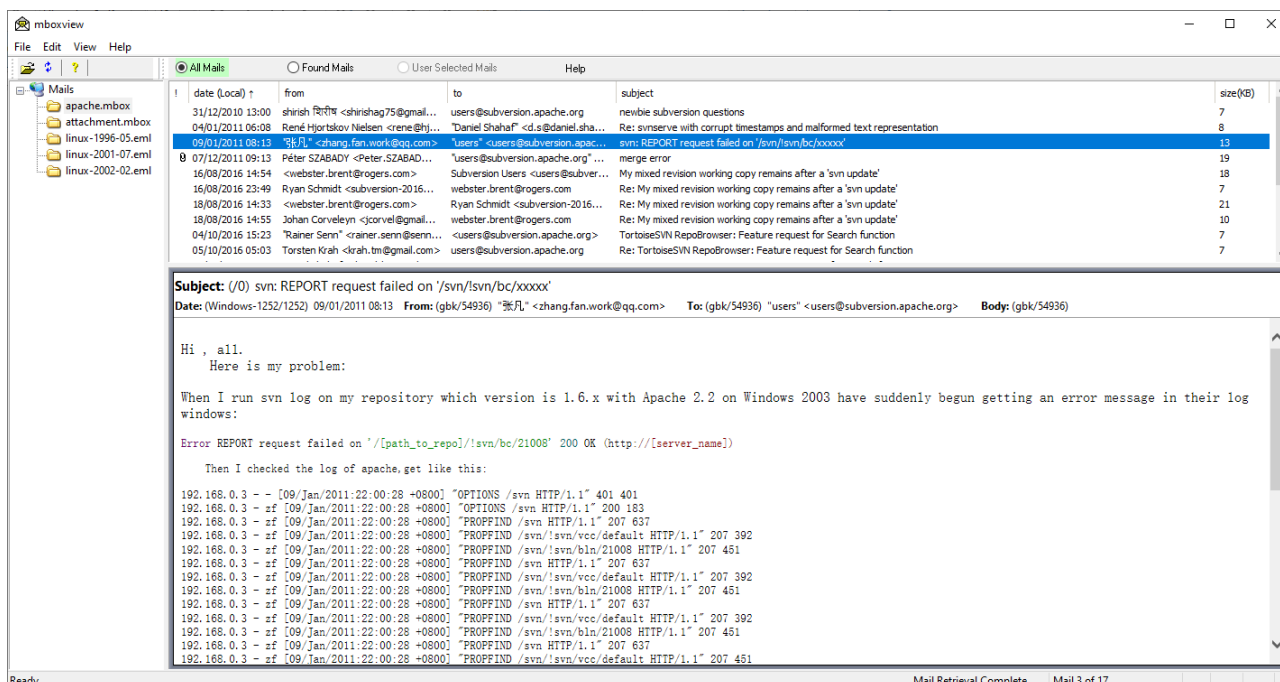 mboxview
File Edit View Help
All Mails Found Mails User Selected Mails Help
Mails
apache.mbox
attachment.mbox
linux-1996-05.eml
linux-2001-07.eml
linux-2002-02.eml
! date (Local) ↑ from to subject size(KB)
31/12/2010 13:00 shirish शिरीष <shirishag75@gmail... users@subversion.apache.org newbie subversion questions 7
04/01/2011 06:08 René Hjortskov Nielsen <rene@hj... "Daniel Shahaf" <d.s@daniel.sha... Re: svnserve with corrupt timestamps and malformed text representation 8
09/01/2011 08:13 "张凡" <zhang.fan.work@qq.com> "users" <users@subversion.apac... svn: REPORT request failed on '/svn/!svn/bc/xxxxx' 13
07/12/2011 09:13 Péter SZABADY <Peter.SZABAD... "users@subversion.apache.org" ... merge error 19
16/08/2016 14:54 <webster.brent@rogers.com> Subversion Users <users@subver... My mixed revision working copy remains after a 'svn update' 18
16/08/2016 23:49 Ryan Schmidt <subversion-2016... webster.brent@rogers.com Re: My mixed revision working copy remains after a 'svn update' 7
18/08/2016 14:33 <webster.brent@rogers.com> Ryan Schmidt <subversion-2016... Re: My mixed revision working copy remains after a 'svn update' 21
18/08/2016 14:55 Johan Corveleyn <jcorvel@gmail... webster.brent@rogers.com Re: My mixed revision working copy remains after a 'svn update' 10
04/10/2016 15:23 "Rainer Senn" <rainer.senn@senn... <users@subversion.apache.org> TortoiseSVN RepoBrowser: Feature request for Search function 7
05/10/2016 05:03 Torsten Krah <krah.tm@gmail.com> users@subversion.apache.org Re: TortoiseSVN RepoBrowser: Feature request for Search function 7
Subject: (/0) svn: REPORT request failed on '/svn/!svn/bc/xxxxx'
Date: (Windows-1252/1252) 09/01/2011 08:13 From: (gbk/54936) "张凡" <zhang.fan.work@qq.com> To: (gbk/54936) "users" <users@subversion.apache.org> Body: (gbk/54936)
Hi , all.
Here is my problem:
When I run svn log on my repository which version is 1.6.x with Apache 2.2 on Windows 2003 have suddenly begun getting an error message in their log
windows:
Error REPORT request failed on '/[path_to_repo]/!svn/bc/21008' 200 OK (http://[server_name])
Then I checked the log of apache,get like this:
192.168.0.3 - - [09/Jan/2011:22:00:28 +0800] "OPTIONS /svn HTTP/1.1" 401 401
192.168.0.3 - zf [09/Jan/2011:22:00:28 +0800] "OPTIONS /svn HTTP/1.1" 200 183
192.168.0.3 - zf [09/Jan/2011:22:00:28 +0800] "PROPFIND /svn HTTP/1.1" 207 637
192.168.0.3 - zf [09/Jan/2011:22:00:28 +0800] "PROPFIND /svn/!svn/vcc/default HTTP/1.1" 207 392
192.168.0.3 - zf [09/Jan/2011:22:00:28 +0800] "PROPFIND /svn/!svn/bln/21008 HTTP/1.1" 207 451
192.168.0.3 - zf [09/Jan/2011:22:00:28 +0800] "PROPFIND /svn HTTP/1.1" 207 637
192.168.0.3 - zf [09/Jan/2011:22:00:28 +0800] "PROPFIND /svn/!svn/vcc/default HTTP/1.1" 207 392
192.168.0.3 - zf [09/Jan/2011:22:00:28 +0800] "PROPFIND /svn/!svn/bln/21008 HTTP/1.1" 207 451
192.168.0.3 - zf [09/Jan/2011:22:00:28 +0800] "PROPFIND /svn HTTP/1.1" 207 637
192.168.0.3 - zf [09/Jan/2011:22:00:28 +0800] "PROPFIND /svn/!svn/vcc/default HTTP/1.1" 207 392
192.168.0.3 - zf [09/Jan/2011:22:00:28 +0800] "PROPFIND /svn/!svn/bln/21008 HTTP/1.1" 207 451
192.168.0.3 - zf [09/Jan/2011:22:00:28 +0800] "PROPFIND /svn HTTP/1.1" 207 637
192.168.0.3 - zf [09/Jan/2011:22:00:28 +0800] "PROPFIND /svn/!svn/vcc/default HTTP/1.1" 207 451
Ready Mail Retrieval Complete Mail 3 of 17